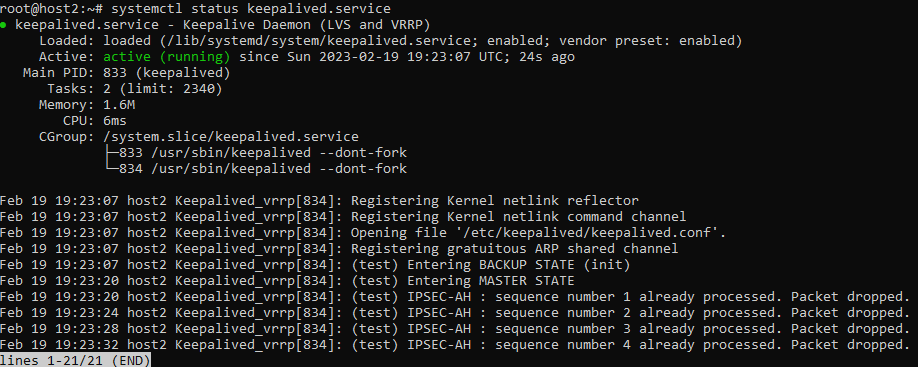 root@host2:~# systemctl status keepalived.service
● keepalived.service - Keepalive Daemon (LVS and VRRP)
     Loaded: loaded (/lib/systemd/system/keepalived.service; enabled; vendor preset: enabled)
     Active: active (running) since Sun 2023-02-19 19:23:07 UTC; 24s ago
   Main PID: 833 (keepalived)
      Tasks: 2 (limit: 2340)
     Memory: 1.6M
        CPU: 6ms
     CGroup: /system.slice/keepalived.service
             ├─833 /usr/sbin/keepalived --dont-fork
             └─834 /usr/sbin/keepalived --dont-fork

Feb 19 19:23:07 host2 Keepalived_vrrp[834]: Registering Kernel netlink reflector
Feb 19 19:23:07 host2 Keepalived_vrrp[834]: Registering Kernel netlink command channel
Feb 19 19:23:07 host2 Keepalived_vrrp[834]: Opening file '/etc/keepalived/keepalived.conf'.
Feb 19 19:23:07 host2 Keepalived_vrrp[834]: Registering gratuitous ARP shared channel
Feb 19 19:23:07 host2 Keepalived_vrrp[834]: (test) Entering BACKUP STATE (init)
Feb 19 19:23:20 host2 Keepalived_vrrp[834]: (test) Entering MASTER STATE
Feb 19 19:23:20 host2 Keepalived_vrrp[834]: (test) IPSEC-AH : sequence number 1 already processed. Packet dropped.
Feb 19 19:23:24 host2 Keepalived_vrrp[834]: (test) IPSEC-AH : sequence number 2 already processed. Packet dropped.
Feb 19 19:23:28 host2 Keepalived_vrrp[834]: (test) IPSEC-AH : sequence number 3 already processed. Packet dropped.
Feb 19 19:23:32 host2 Keepalived_vrrp[834]: (test) IPSEC-AH : sequence number 4 already processed. Packet dropped.
lines 1-21/21 (END)